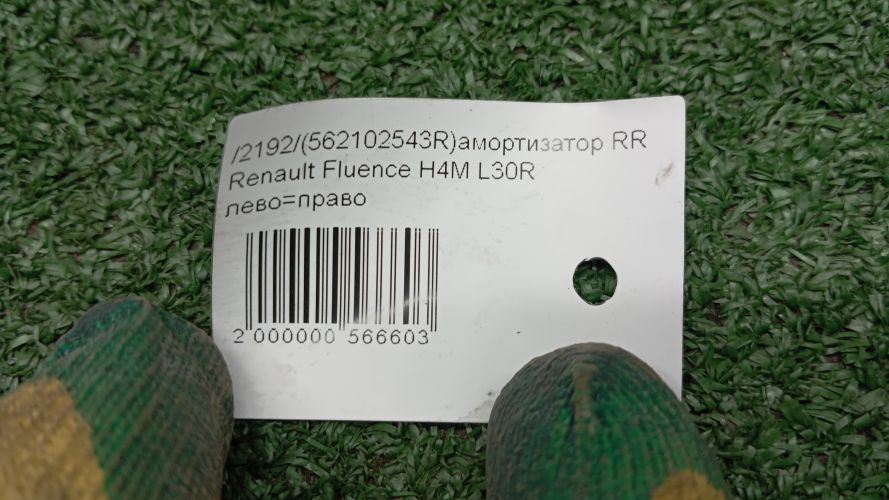 /2192/(562102543R)амортизатор RR
Renault Fluence H4M L30R
лево=право
2 000000 566603